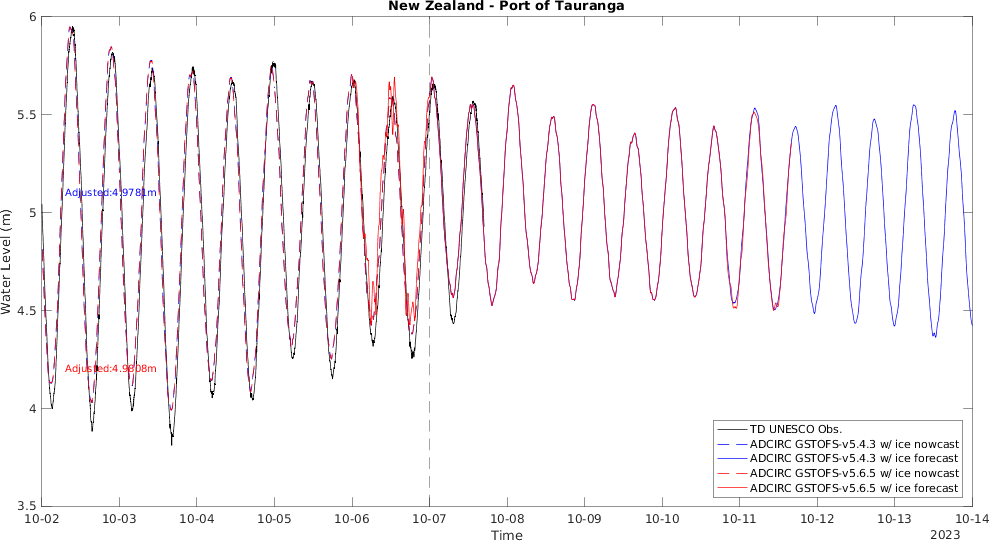 New Zealand - Port of Tauranga
6
5.5
5
4.5
4
3.5
Water Level (m)
Adjusted:4.9781m
Adjusted:4.9808m
TD UNESCO Obs.
ADCIRC GSTOFS-v5.4.3 w/ ice nowcast
ADCIRC GSTOFS-v5.4.3 w/ ice forecast
ADCIRC GSTOFS-v5.6.5 w/ ice nowcast
ADCIRC GSTOFS-v5.6.5 w/ ice forecast
10-02 10-03 10-04 10-05 10-06 10-07 10-08 10-09 10-10 10-11 10-12 10-13 10-14
Time
2023